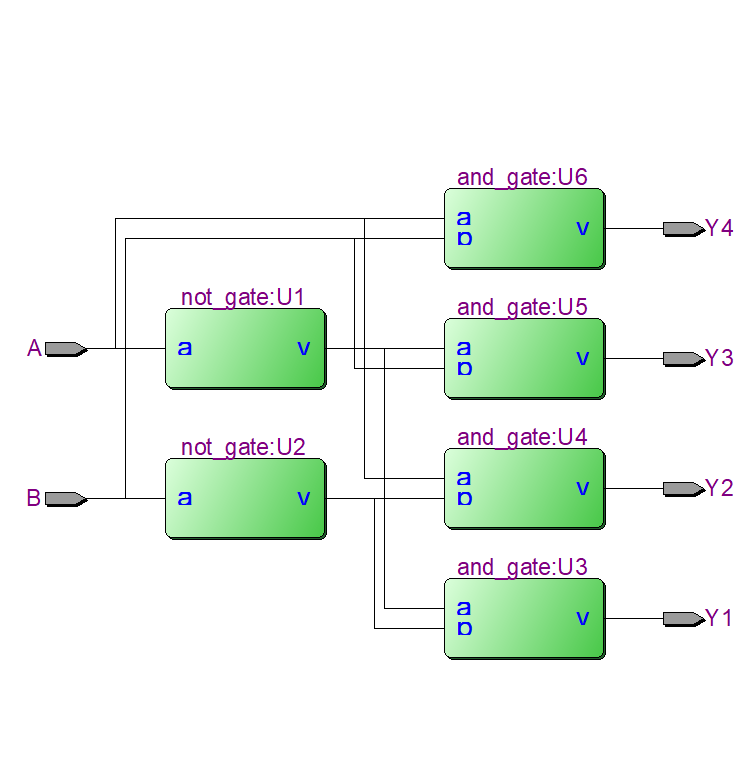 and_gate:U6
a
b
v
Y4
not_gate:U1
a
v
A
and_gate:U5
a
b
v
Y3
not_gate:U2
a
v
B
and_gate:U4
a
b
v
Y2
and_gate:U3
a
b
v
Y1